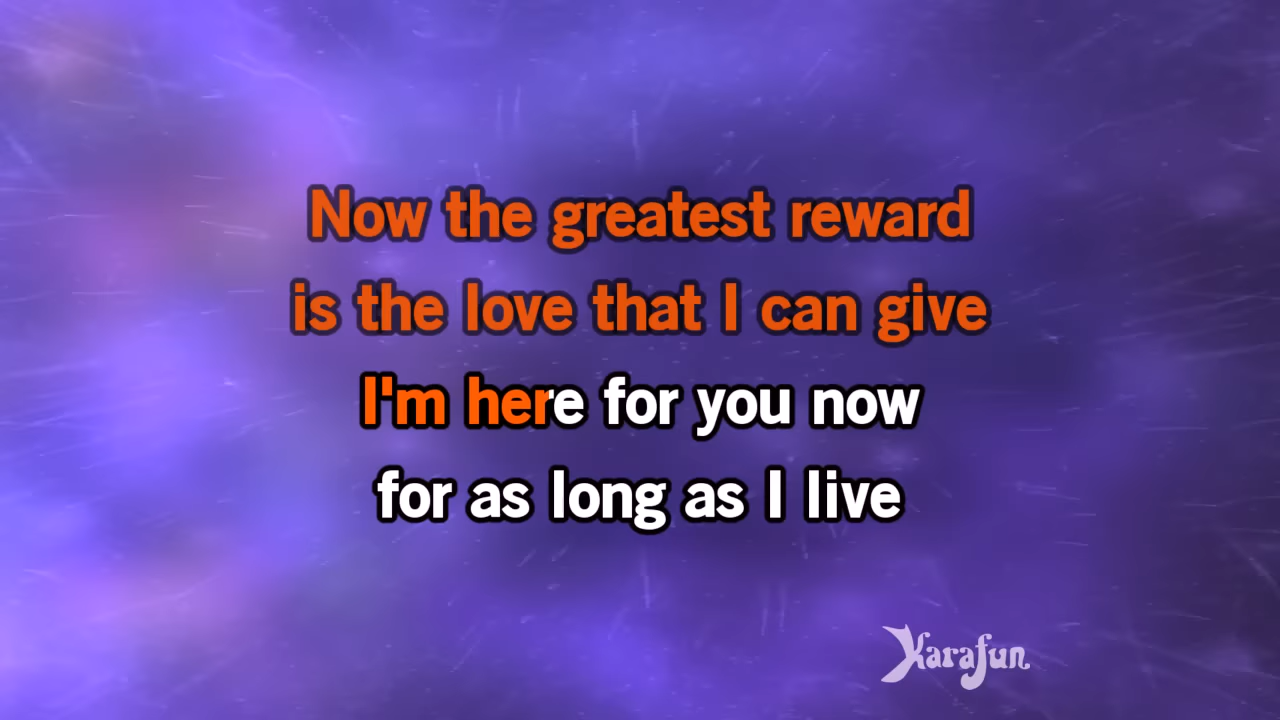 Now the greatest reward
is the love that I can give
I'm here for you now
for as long as I live
Karafun